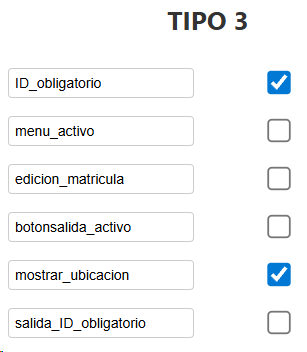 TIPO 3
ID_obligatorio
menu_activo
edicion_matricula
botonsalida_activo
mostrar_ubicacion
salida_ID_obligatorio